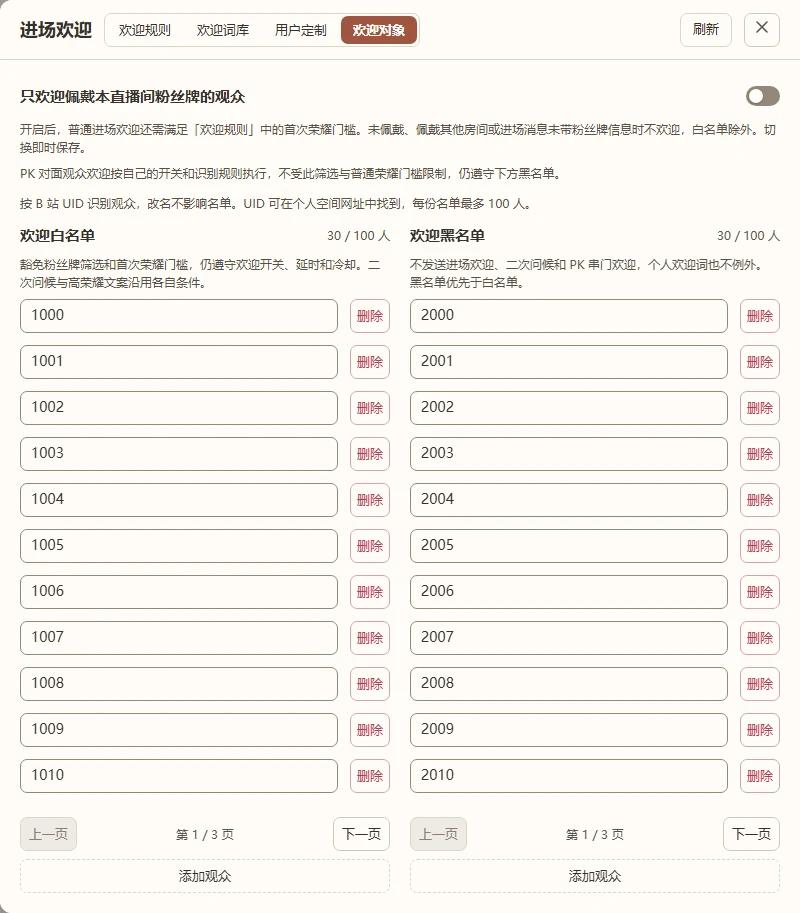 进场欢迎
欢迎规则 欢迎词库 用户定制 欢迎对象
刷新
只欢迎佩戴本直播间粉丝牌的观众
开启后，普通进场欢迎还需满足「欢迎规则」中的首次荣耀门槛。未佩戴、佩戴其他房间或进场消息未带粉丝牌信息时不欢迎，白名单除外。切
换即时保存。
PK 对面观众欢迎按自己的开关和识别规则执行，不受此筛选与普通荣耀门槛限制，仍遵守下方黑名单。
按 B 站 UID 识别观众，改名不影响名单。UID 可在个人空间网址中找到，每份名单最多 100 人。
欢迎白名单 30 / 100 人
豁免粉丝牌筛选和首次荣耀门槛，仍遵守欢迎开关、延时和冷却。二
次问候与高荣耀文案沿用各自条件。
1000 删除
1001 删除
1002 删除
1003 删除
1004 删除
1005 删除
1006 删除
1007 删除
1008 删除
1009 删除
1010 删除
上一页 第 1 / 3 页 下一页
添加观众
欢迎黑名单 30 / 100 人
不发送进场欢迎、二次问候和 PK 串门欢迎，个人欢迎词也不例外。
黑名单优先于白名单。
2000 删除
2001 删除
2002 删除
2003 删除
2004 删除
2005 删除
2006 删除
2007 删除
2008 删除
2009 删除
2010 删除
上一页 第 1 / 3 页 下一页
添加观众